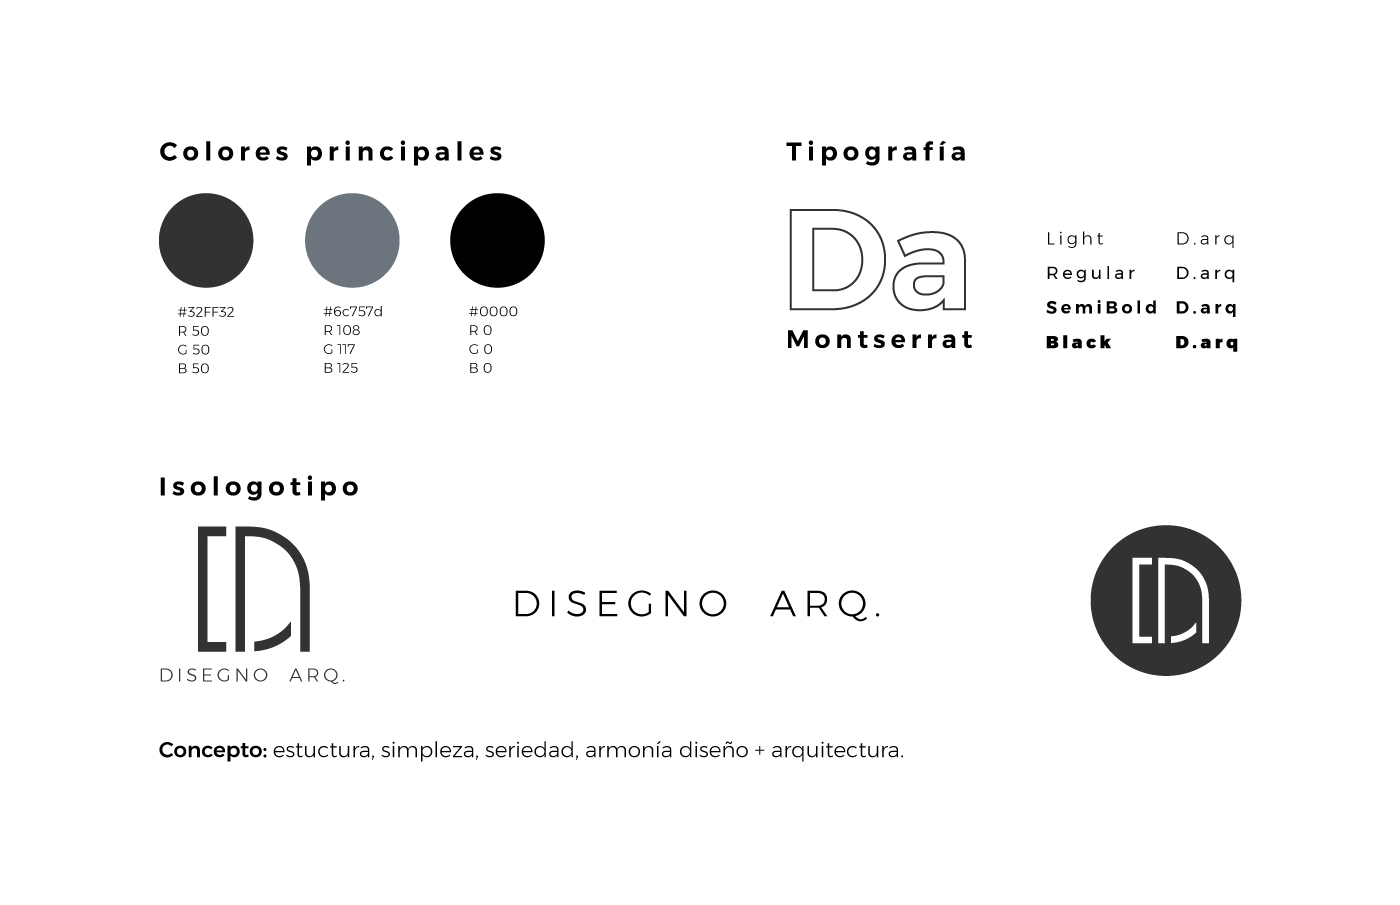 Colores principales
#32FF32
R 50
G 50
B 50
#6c757d
R 108
G 117
B 125
#0000
R 0
G 0
B 0
Tipografía
Da
Montserrat
Light D.arq
Regular D.arq
SemiBold D.arq
Black D.arq
Isologotipo
DISEGNO ARQ.
DISEGNO ARQ.
Concepto: estuctura, simpleza, seriedad, armonía diseño + arquitectura.